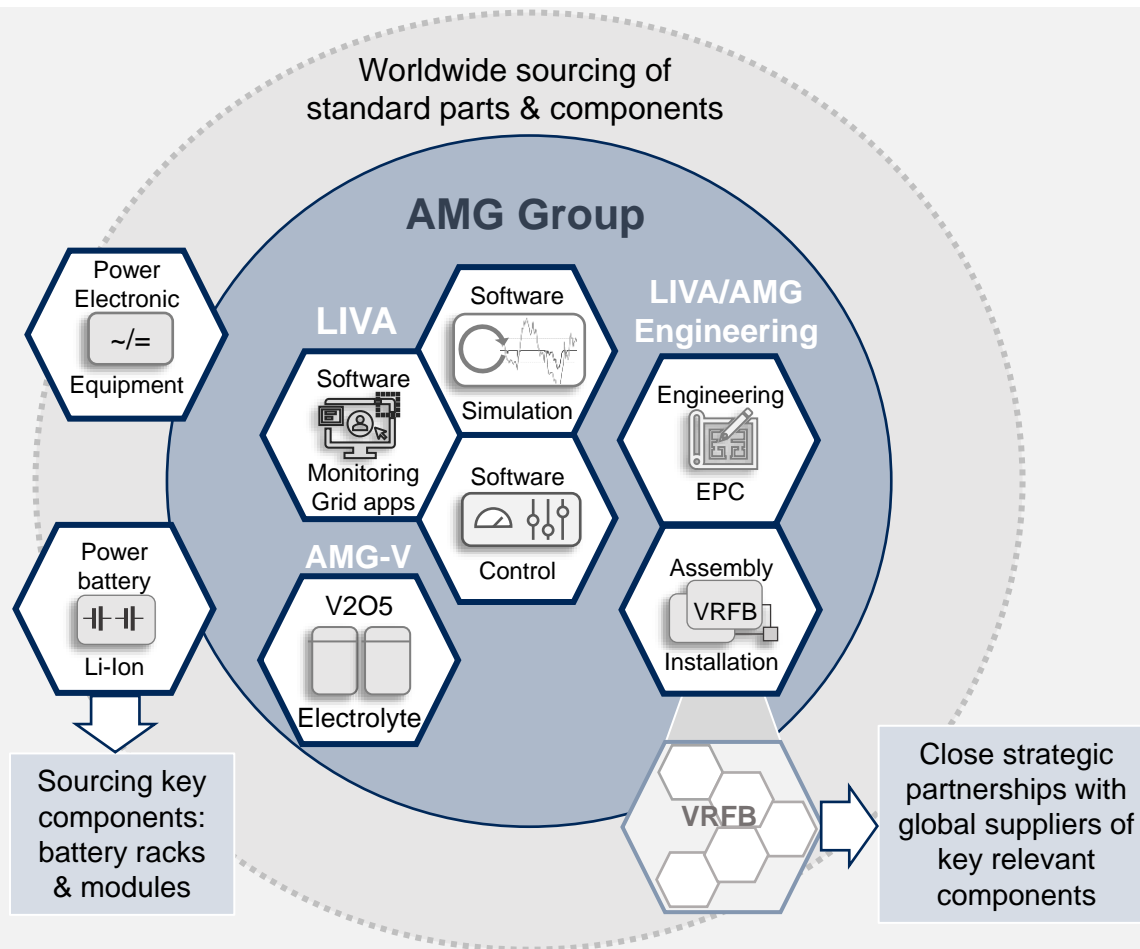 Worldwide sourcing of
standard parts & components
AMG Group
Power
Electronic
~/=
Equipment
LIVA
Software
Monitoring
Grid apps
Software
Simulation
Software
Control
LIVA/AMG
Engineering
Engineering
EPC
Assembly
VRFB
Installation
Power
battery
Li-Ion
AMG-V
V2O5
Electrolyte
Sourcing key
components:
battery racks
& modules
VRFB
Close strategic
partnerships with
global suppliers of
key relevant
components